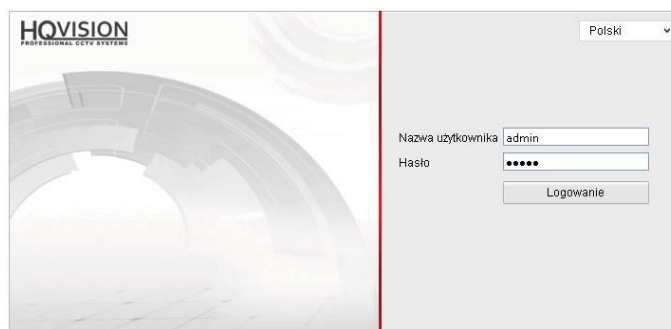 HQVISION
PROFESSIONAL CCTV SYSTEMS
Polski
Nazwa użytkownika admin
Hasło •••••
Logowanie